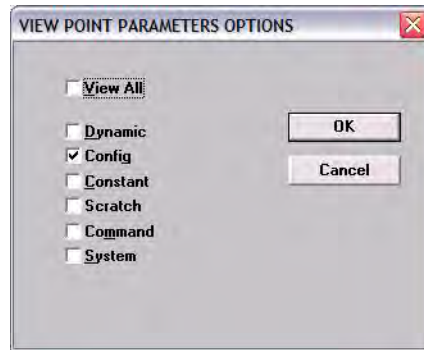 VIEW POINT PARAMETERS OPTIONS
View All
Dynamic
OK
Config
Cancel
Constant
Scratch
Command
System